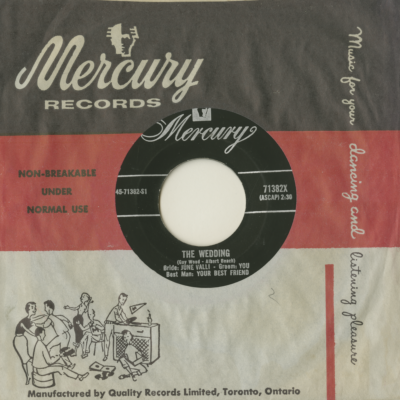 Mercury
RECORDS
Music for your dancing and listening pleasure
Mercury
NON-BREAKABLE
UNDER
NORMAL USE
45-71382-S1
71382X
(ASCAP) 2:30
THE WEDDING
(Guy Wood - Albert Beach)
Bride: JUNE VALLI - Groom: YOU
Best Man: YOUR BEST FRIEND
Manufactured by Quality Records Limited, Toronto, Ontario